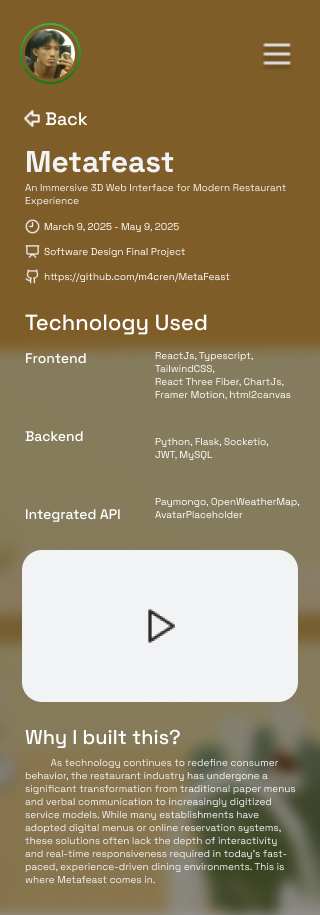 Back
Metafeast
An Immersive 3D Web Interface for Modern Restaurant
Experience
March 9, 2025 - May 9, 2025
Software Design Final Project
https://github.com/m4cren/MetaFeast
Technology Used
Frontend
ReactJs, Typescript,
TailwindCSS,
React Three Fiber, ChartJs,
Framer Motion, html2canvas
Backend
Python, Flask, Socketio,
JWT, MySQL
Integrated API
Paymongo, OpenWeatherMap,
AvatarPlaceholder
Why I built this?
As technology continues to redefine consumer
behavior, the restaurant industry has undergone a
significant transformation from traditional paper menus
and verbal communication to increasingly digitized
service models. While many establishments have
adopted digital menus or online reservation systems,
these solutions often lack the depth of interactivity
and real-time responsiveness required in today's fast-
paced, experience-driven dining environments. This is
where Metafeast comes in.